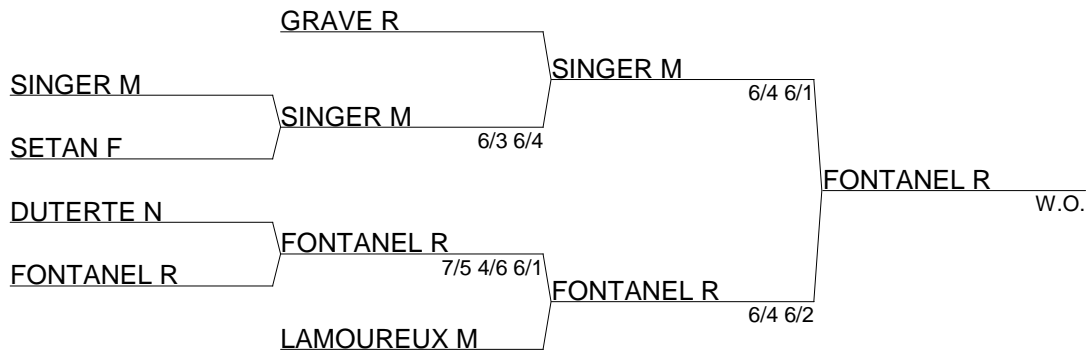 GRAVE R
SINGER M
SINGER M
6/4 6/1
SINGER M
6/3 6/4
SETAN F
FONTANEL R
W.O.
DUTERTE N
FONTANEL R
7/5 4/6 6/1
FONTANEL R
FONTANEL R
6/4 6/2
LAMOUREUX M